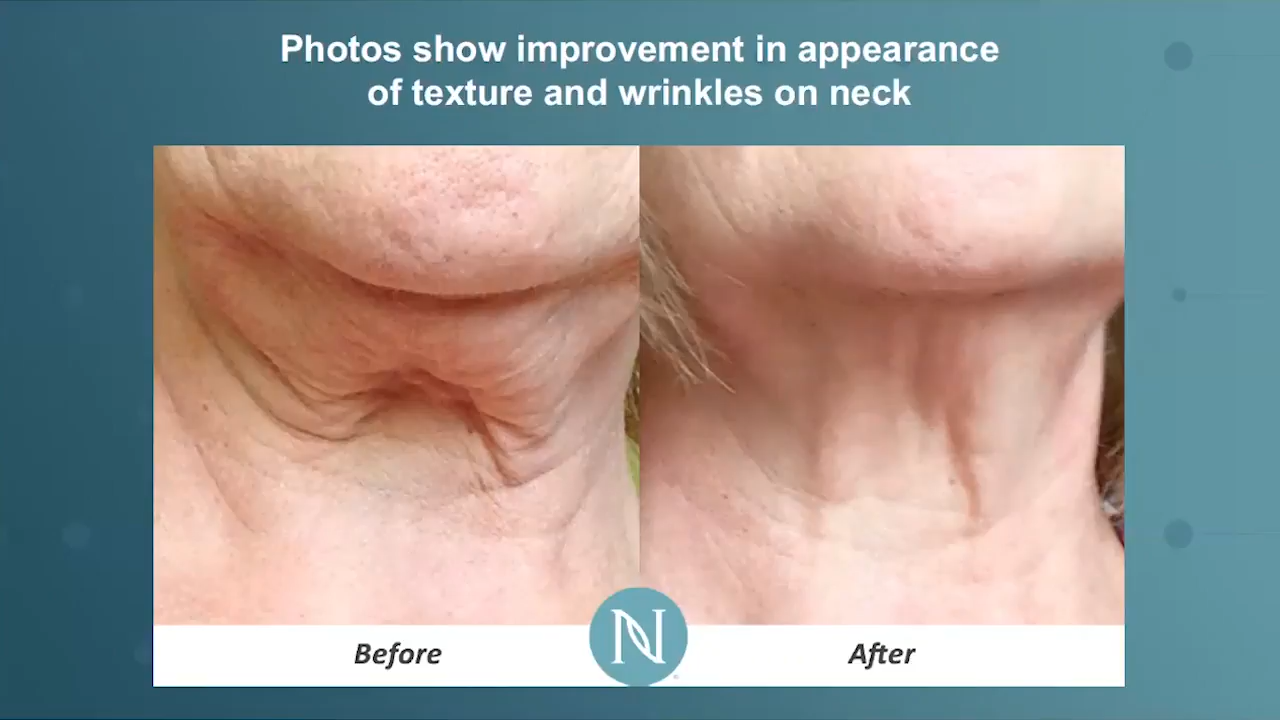 Photos show improvement in appearance
of texture and wrinkles on neck
Before
N
After